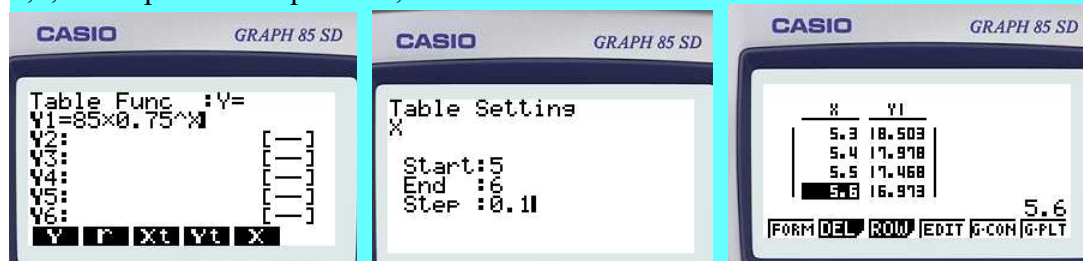 CASIO GRAPH 85 SD
Table Func :Y=
Y1=85×0.75^X
Y2: [—]
Y3: [—]
Y4: [—]
Y5: [—]
Y6: [—]
Y r Xt Yt X
CASIO GRAPH 85 SD
Table Setting
X
Start:5
End :6
Step :0.1
CASIO GRAPH 85 SD
X Y1
5.3 18.503
5.4 17.978
5.5 17.468
5.6 16.973
5.6
FORM DEL ROW EDIT G·CON G·PLT